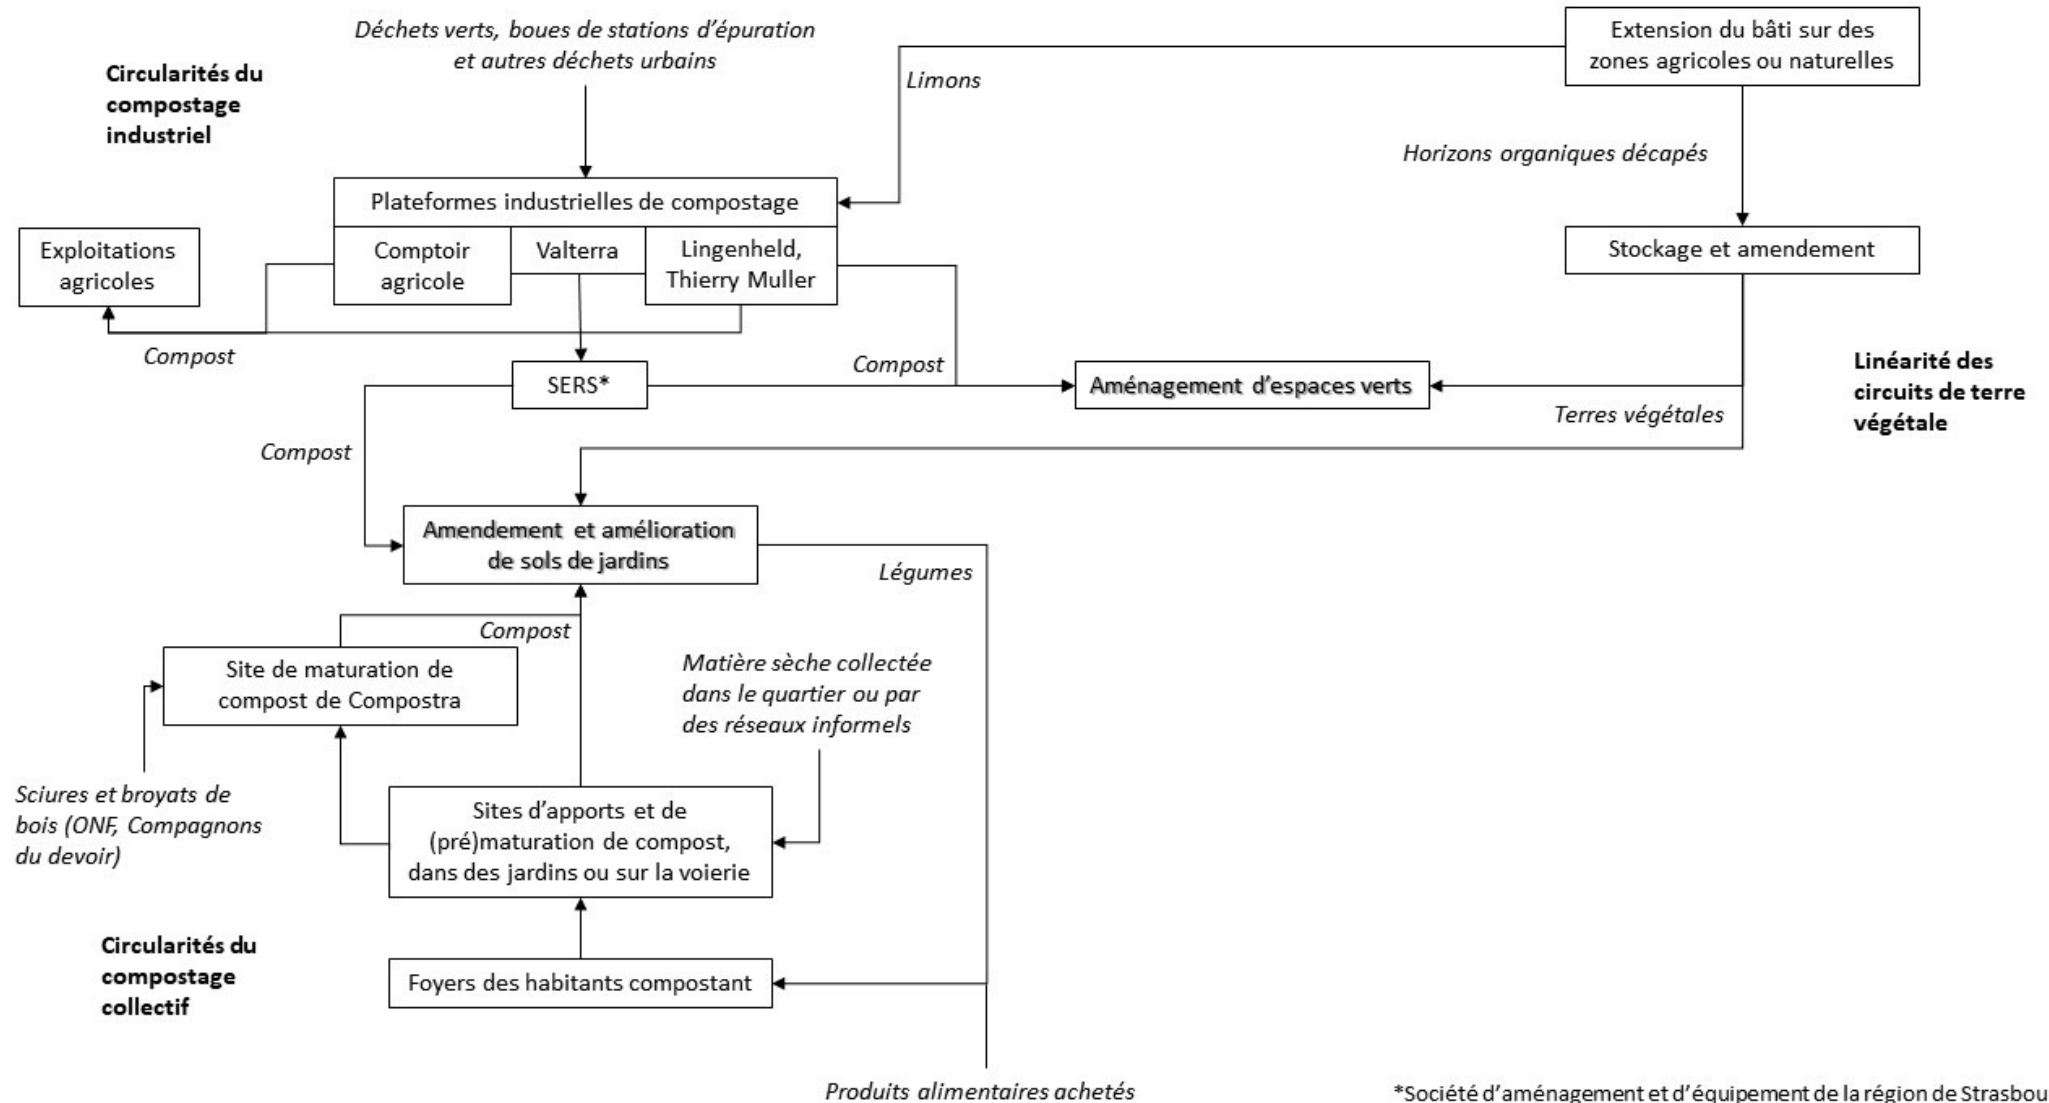 Déchets verts, boues de stations d'épuration
et autres déchets urbains
Extension du bâti sur des
zones agricoles ou naturelles
Circularités du
compostage
industriel
Limons
Horizons organiques décapés
Plateformes industrielles de compostage
Exploitations
agricoles
Comptoir
agricole
Valterra
Lingenheld,
Thierry Muller
Stockage et amendement
Compost
SERS*
Compost
Aménagement d'espaces verts
Linéarité des
circuits de terre
végétale
Terres végétales
Compost
Amendement et amélioration
de sols de jardins
Légumes
Compost
Site de maturation de
compost de Compostra
Matière sèche collectée
dans le quartier ou par
des réseaux informels
Sciures et broyats de
bois (ONF, Compagnons
du devoir)
Sites d'apports et de
(pré)maturation de compost,
dans des jardins ou sur la voierie
Circularités du
compostage
collectif
Foyers des habitants compostant
Produits alimentaires achetés
*Société d'aménagement et d'équipement de la région de Strasbou